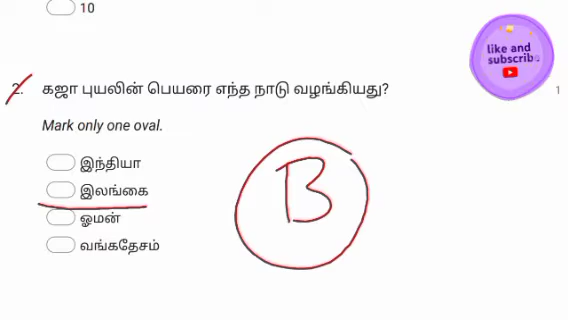 10
like and
subscribe
2. கஜா புயலின் பெயரை எந்த நாடு வழங்கியது?
1
Mark only one oval.
இந்தியா
இலங்கை
ஓமன்
வங்கதேசம்
B